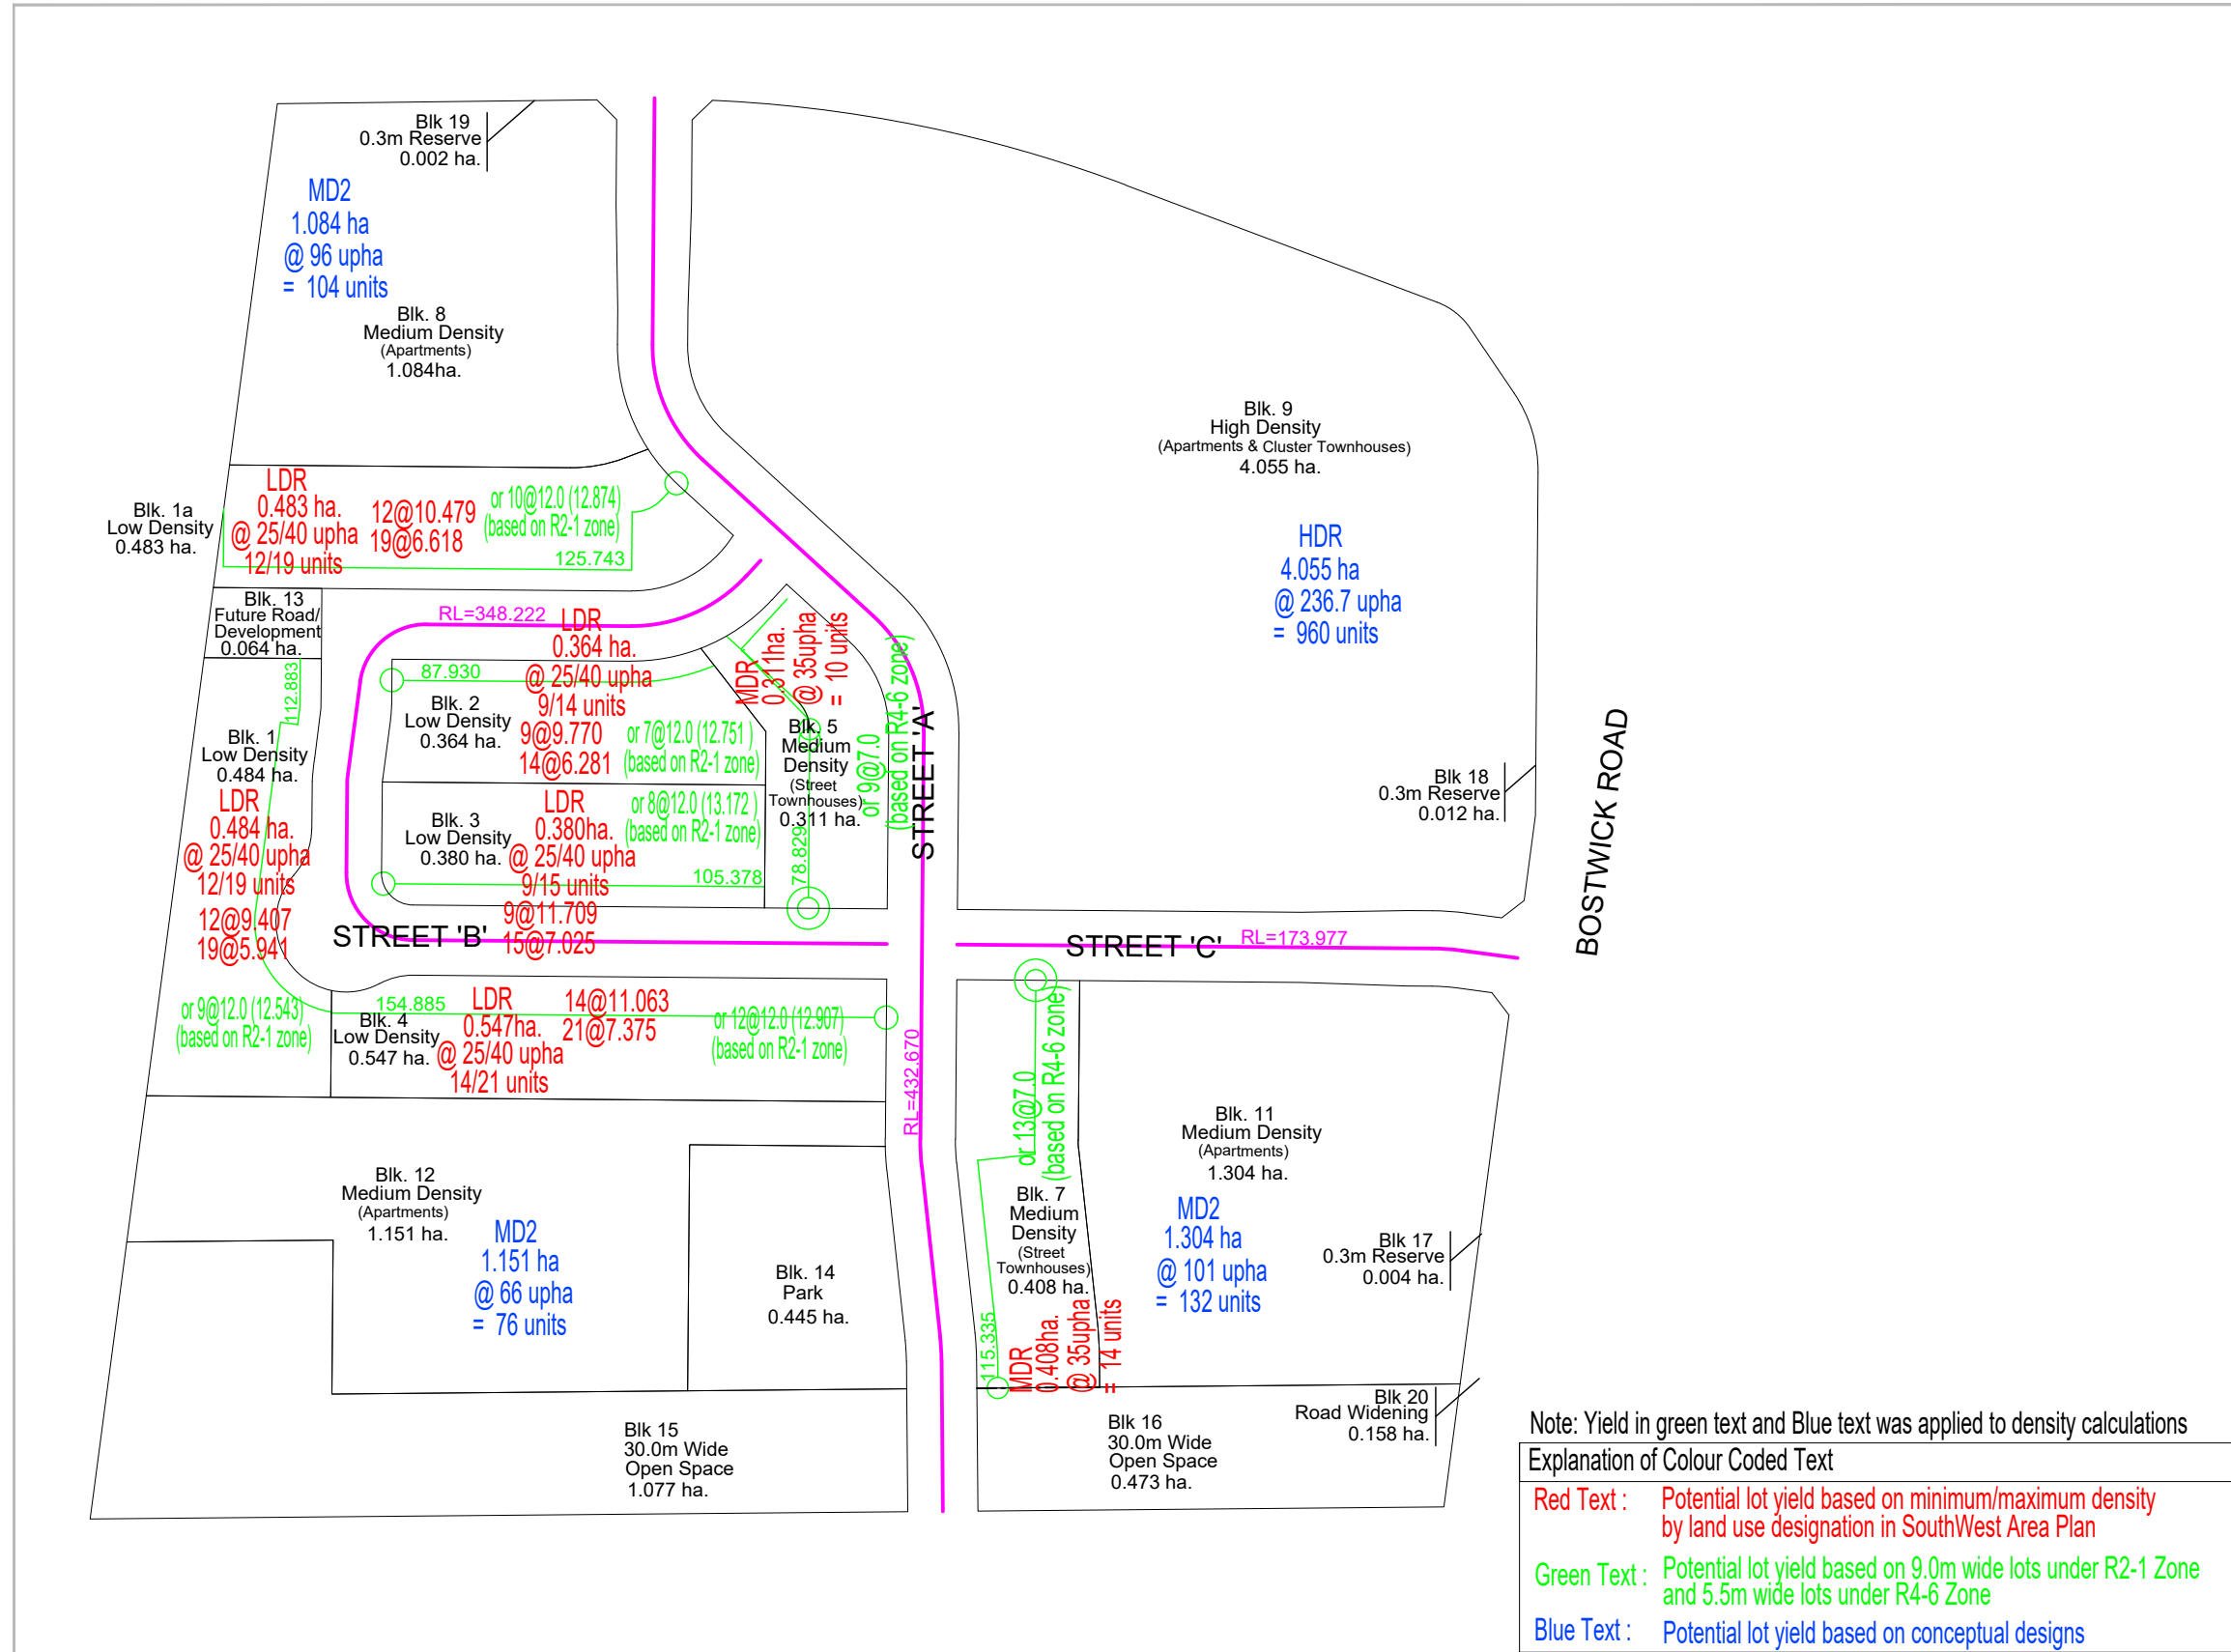 Blk 19
0.3m Reserve
0.002 ha.
MD2
1.084 ha
@ 96 upha
= 104 units
Blk. 8
Medium Density
(Apartments)
1.084ha.
Blk. 9
High Density
(Apartments & Cluster Townhouses)
4.055 ha.
HDR
4.055 ha
@ 236.7 upha
= 960 units
Blk. 1a
Low Density
0.483 ha.
LDR
0.483 ha.
@ 25/40 upha
12/19 units
12@10.479
19@6.618
or 10@12.0 (12.874)
(based on R2-1 zone)
125.743
Blk. 13
Future Road/
Development
0.064 ha.
RL=348.222
LDR
0.364 ha.
@ 25/40 upha
9/14 units
9@9.770
14@6.281
87.930
Blk. 2
Low Density
0.364 ha.
or 7@12.0 (12.751 )
(based on R2-1 zone)
MDR
0.311ha.
@ 35upha
= 10 units
Blk. 5
Medium
Density
(Street
Townhouses)
0.311 ha.
78.829
or 9@7.0
(based on R4-6 zone)
STREET 'A'
112.883
Blk. 1
Low Density
0.484 ha.
LDR
0.484 ha.
@ 25/40 upha
12/19 units
12@9.407
19@5.941
or 9@12.0 (12.543)
(based on R2-1 zone)
Blk. 3
Low Density
0.380 ha.
LDR
0.380ha.
@ 25/40 upha
9/15 units
9@11.709
15@7.025
or 8@12.0 (13.172 )
(based on R2-1 zone)
105.378
Blk 18
0.3m Reserve
0.012 ha.
BOSTWICK ROAD
STREET 'B'
STREET 'C'
RL=173.977
154.885
Blk. 4
Low Density
0.547 ha.
LDR
0.547ha.
@ 25/40 upha
14/21 units
14@11.063
21@7.375
or 12@12.0 (12.907)
(based on R2-1 zone)
RL=432.670
or 13@7.0
(based on R4-6 zone)
Blk. 7
Medium
Density
(Street
Townhouses)
0.408 ha.
115.335
MDR
0.408ha.
@ 35upha
= 14 units
Blk. 11
Medium Density
(Apartments)
1.304 ha.
MD2
1.304 ha
@ 101 upha
= 132 units
Blk 17
0.3m Reserve
0.004 ha.
Blk. 12
Medium Density
(Apartments)
1.151 ha.
MD2
1.151 ha
@ 66 upha
= 76 units
Blk. 14
Park
0.445 ha.
Blk 15
30.0m Wide
Open Space
1.077 ha.
Blk 16
30.0m Wide
Open Space
0.473 ha.
Blk 20
Road Widening
0.158 ha.
Note: Yield in green text and Blue text was applied to density calculations
Explanation of Colour Coded Text
Red Text : Potential lot yield based on minimum/maximum density
by land use designation in SouthWest Area Plan
Green Text : Potential lot yield based on 9.0m wide lots under R2-1 Zone
and 5.5m wide lots under R4-6 Zone
Blue Text : Potential lot yield based on conceptual designs